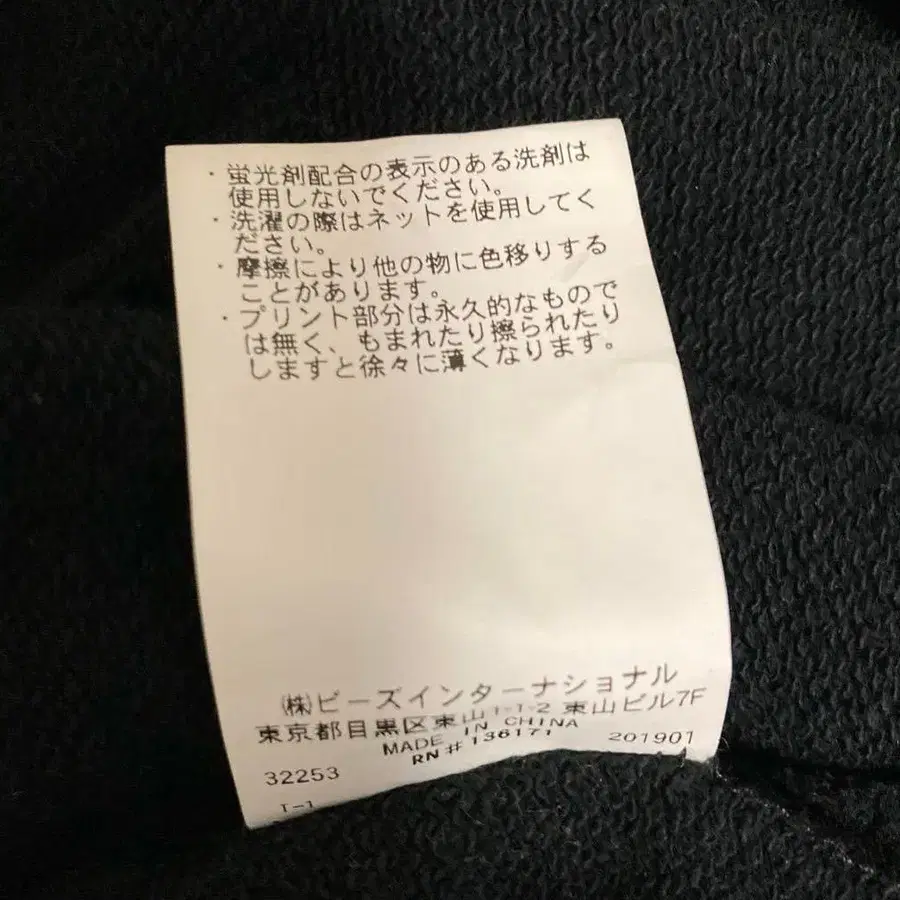 ・蛍光剤配合の表示のある洗剤は
使用しないでください。
・洗濯の際はネットを使用してく
ださい。
・摩擦により他の物に色移りする
ことがあります。
・プリント部分は永久的なもので
は無く、もまれたり擦られたり
しますと徐々に薄くなります。
㈱ビーズインターナショナル
東京都目黒区東山1-1-2 東山ビル7F
MADE IN CHINA
RN#136171
32253 201901
T-1